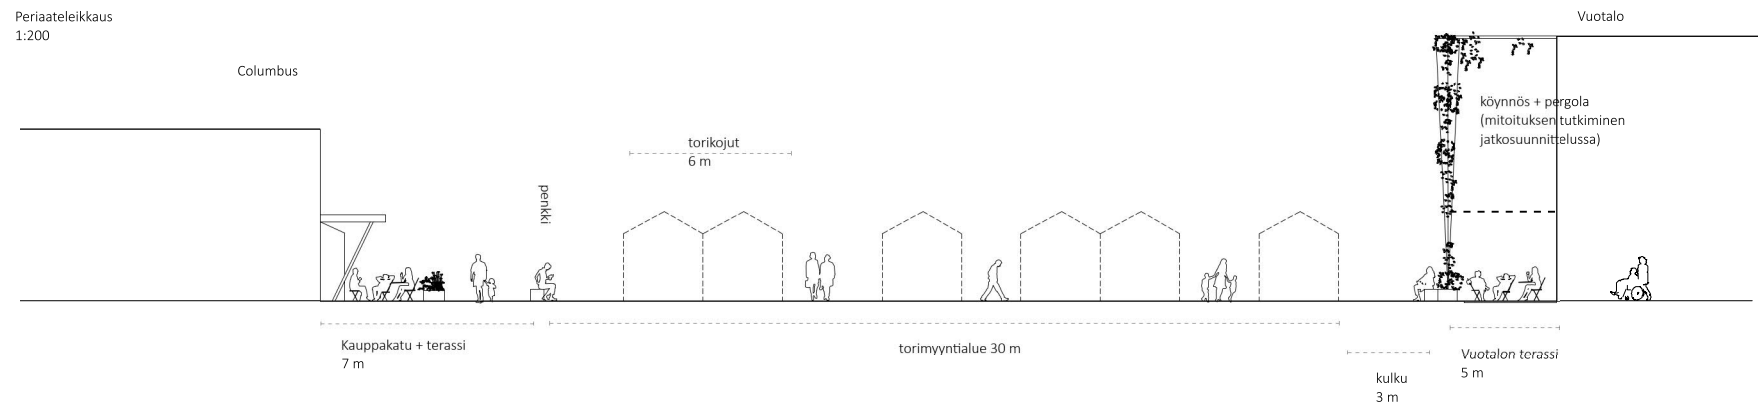 Periaateleikkaus
1:200
Columbus
Vuotalo
köynnös + pergola
(mitoituksen tutkiminen
jatkosuunnittelussa)
torikojut
6 m
penkki
Kauppakatu + terassi
7 m
torimyyntialue 30 m
kulku
3 m
Vuotalon terassi
5 m